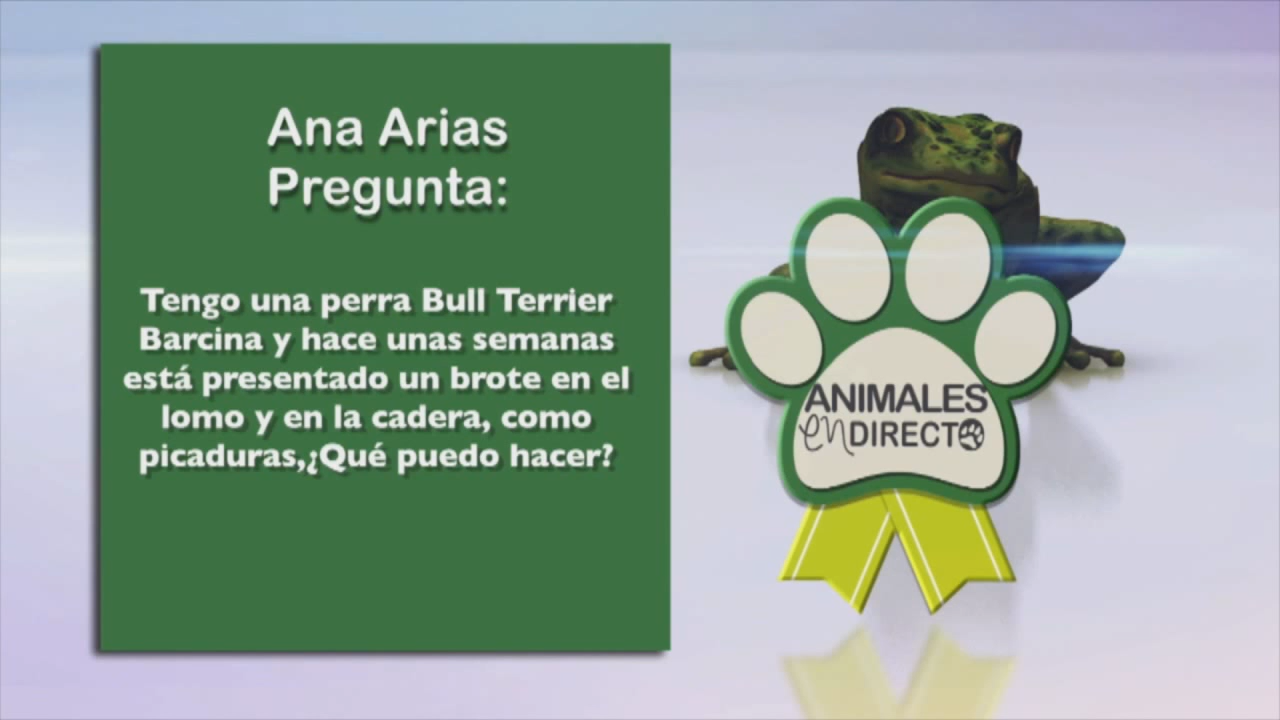 Ana Arias
Pregunta:
Tengo una perra Bull Terrier
Barcina y hace unas semanas
está presentado un brote en el
lomo y en la cadera, como
picaduras,¿Qué puedo hacer?
ANIMALES
en DIRECTO